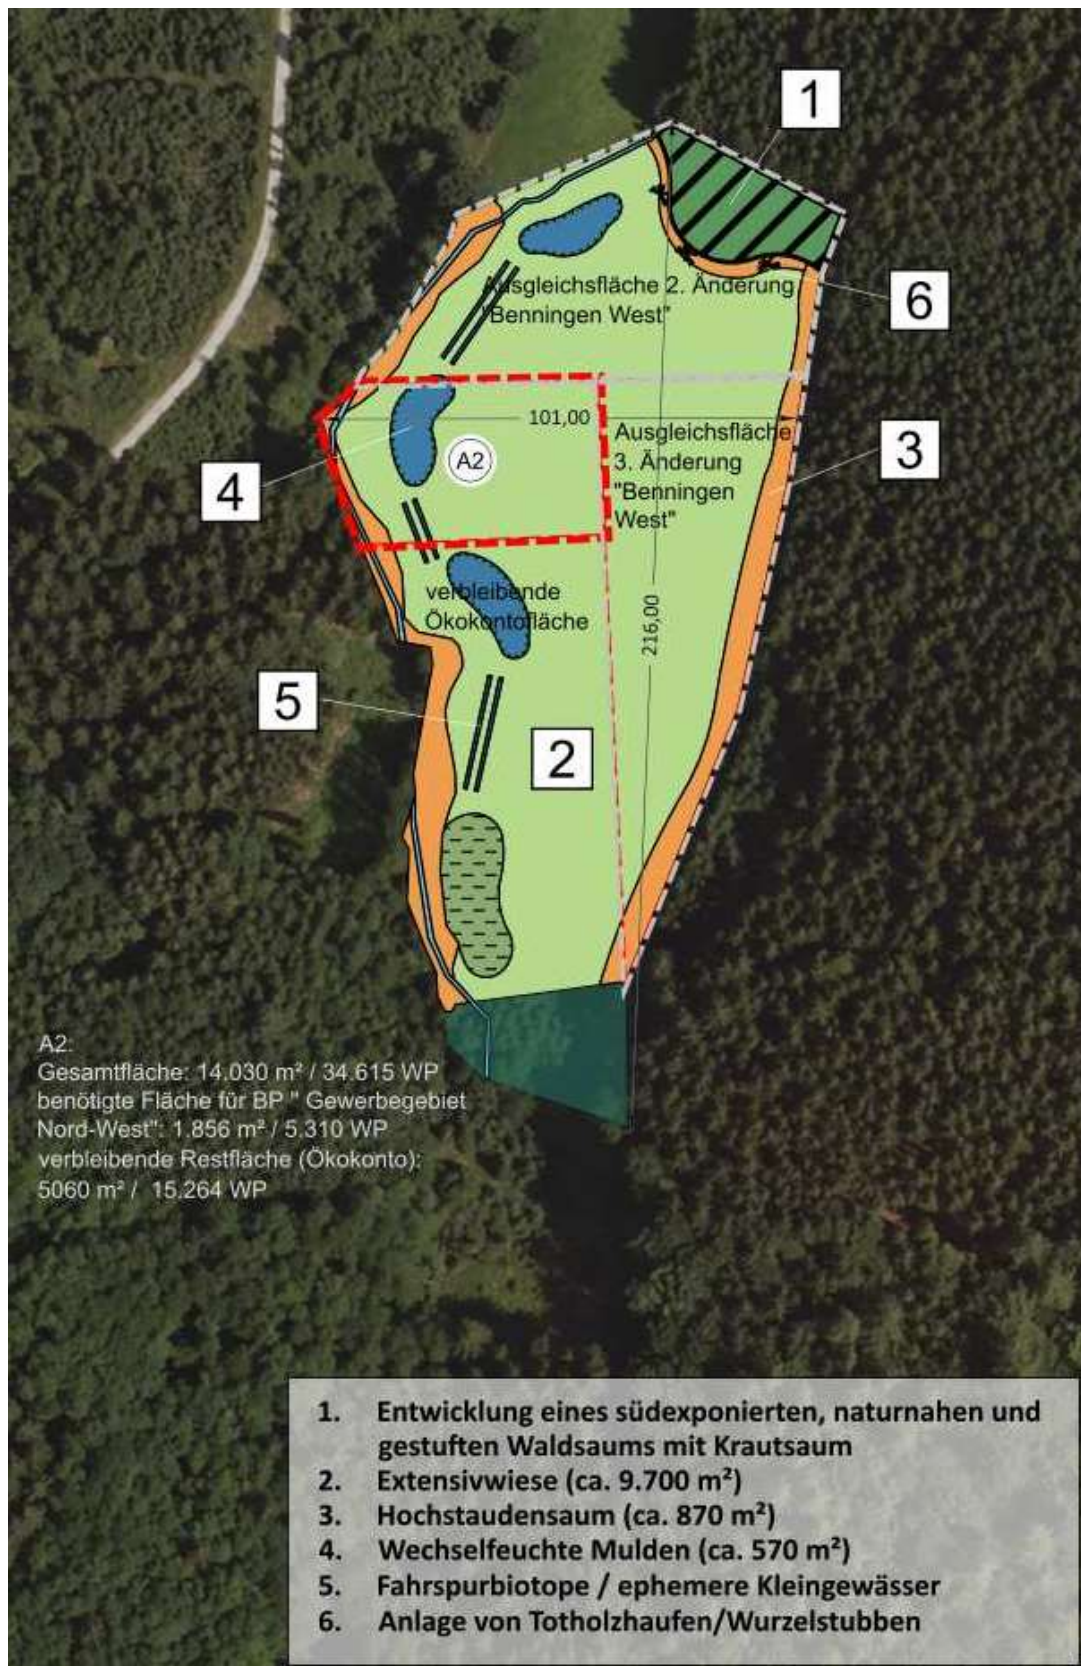 1
Ausgleichsfläche 2. Änderung
"Benningen West"
6
101,00
Ausgleichsfläche
3. Änderung
"Benningen
West"
3
A2
4
verbleibende
Ökokontofläche
216,00
5
2
A2:
Gesamtfläche: 14.030 m² / 34.615 WP
benötigte Fläche für BP " Gewerbegebiet
Nord-West": 1.856 m² / 5.310 WP
verbleibende Restfläche (Ökokonto):
5060 m² / 15.264 WP
1. Entwicklung eines südexponierten, naturnahen und
gestuften Waldsaums mit Krautsaum
2. Extensivwiese (ca. 9.700 m²)
3. Hochstaudensaum (ca. 870 m²)
4. Wechselfeuchte Mulden (ca. 570 m²)
5. Fahrspurbiotope / ephemere Kleingewässer
6. Anlage von Totholzhaufen/Wurzelstubben